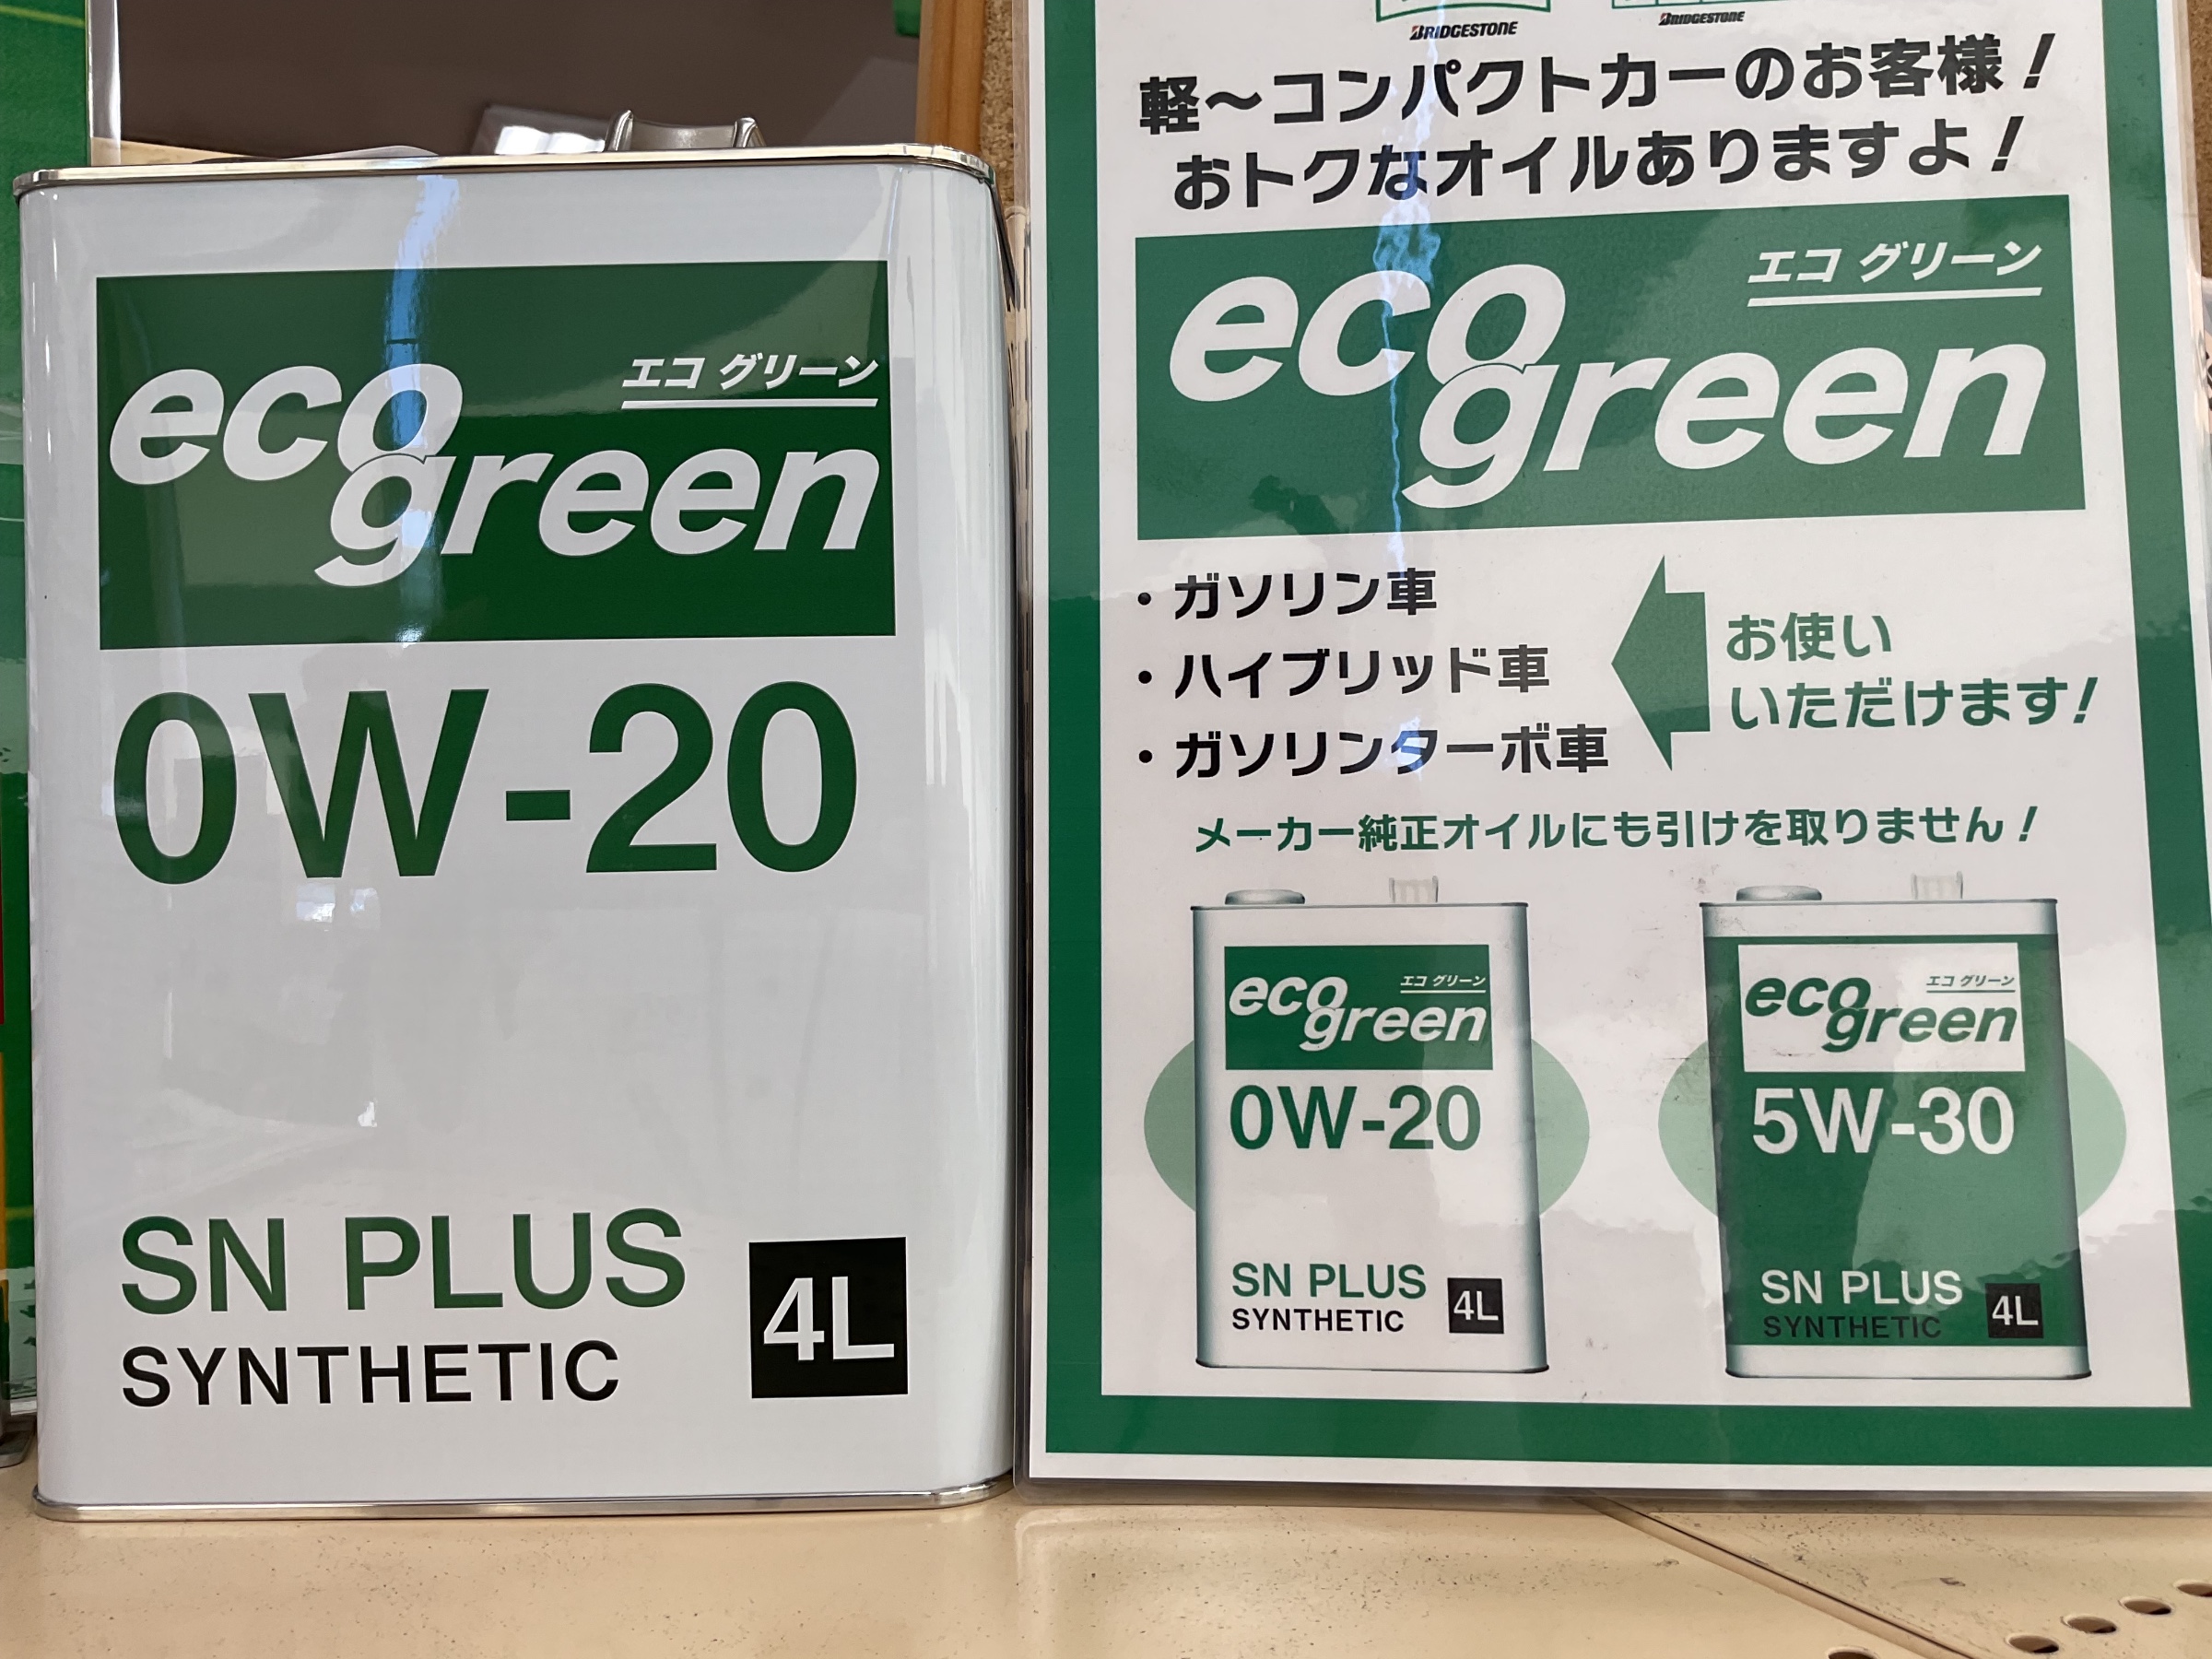 エコ グリーン
eco
green
0W-20
SN PLUS
SYNTHETIC
4L
BRIDGESTONE
BRIDGESTONE
軽〜コンパクトカーのお客様！
おトクなオイルありますよ！
エコ グリーン
eco
green
・ガソリン車
・ハイブリッド車
・ガソリンターボ車
お使い
いただけます！
メーカー純正オイルにも引けを取りません！
エコ グリーン
eco
green
0W-20
SN PLUS
SYNTHETIC
4L
エコ グリーン
eco
green
5W-30
SN PLUS
SYNTHETIC
4L